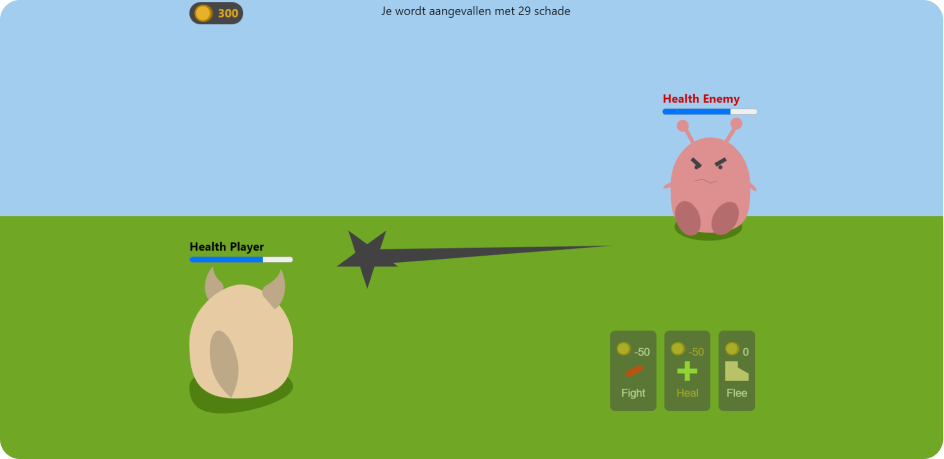 300
Je wordt aangevallen met 29 schade
Health Enemy
Health Player
-50
-50
0
Fight
Heal
Flee